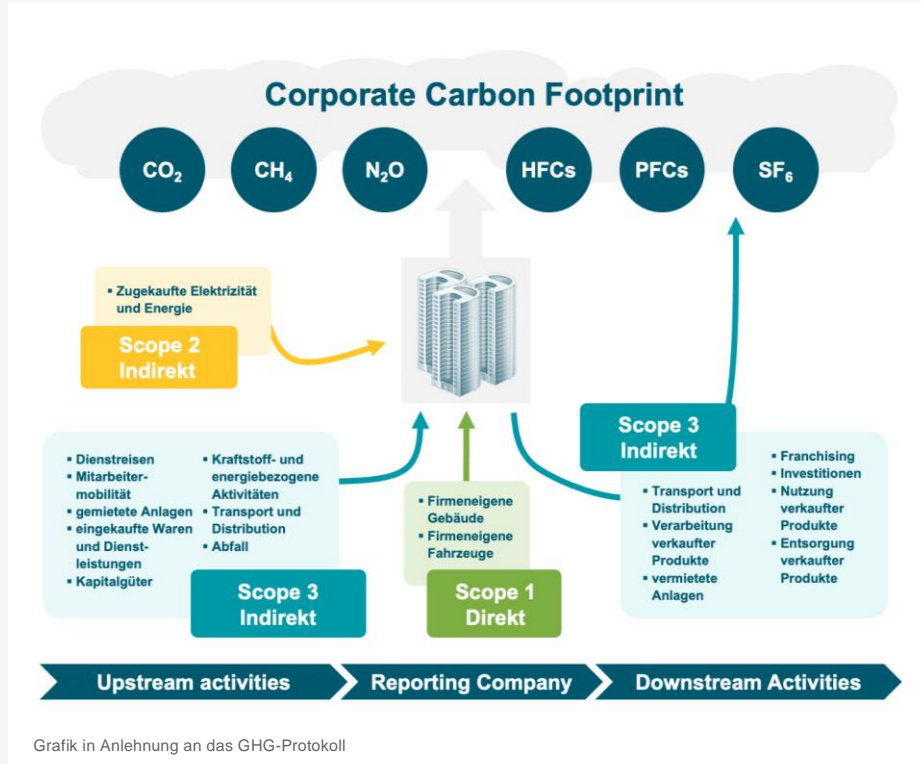 Corporate Carbon Footprint
CO₂
CH₄
N₂O
HFCs
PFCs
SF₆
▪ Zugekaufte Elektrizität
und Energie
Scope 2
Indirekt
▪ Dienstreisen
▪ Mitarbeiter-
mobilität
▪ gemietete Anlagen
▪ eingekaufte Waren
und Dienst-
leistungen
▪ Kapitalgüter
▪ Kraftstoff- und
energiebezogene
Aktivitäten
▪ Transport und
Distribution
▪ Abfall
Scope 3
Indirekt
▪ Firmeneigene
Gebäude
▪ Firmeneigene
Fahrzeuge
Scope 1
Direkt
Scope 3
Indirekt
▪ Transport und
Distribution
▪ Verarbeitung
verkaufter
Produkte
▪ vermietete
Anlagen
▪ Franchising
▪ Investitionen
▪ Nutzung
verkaufter
Produkte
▪ Entsorgung
verkaufter
Produkte
Upstream activities
Reporting Company
Downstream Activities
Grafik in Anlehnung an das GHG-Protokoll